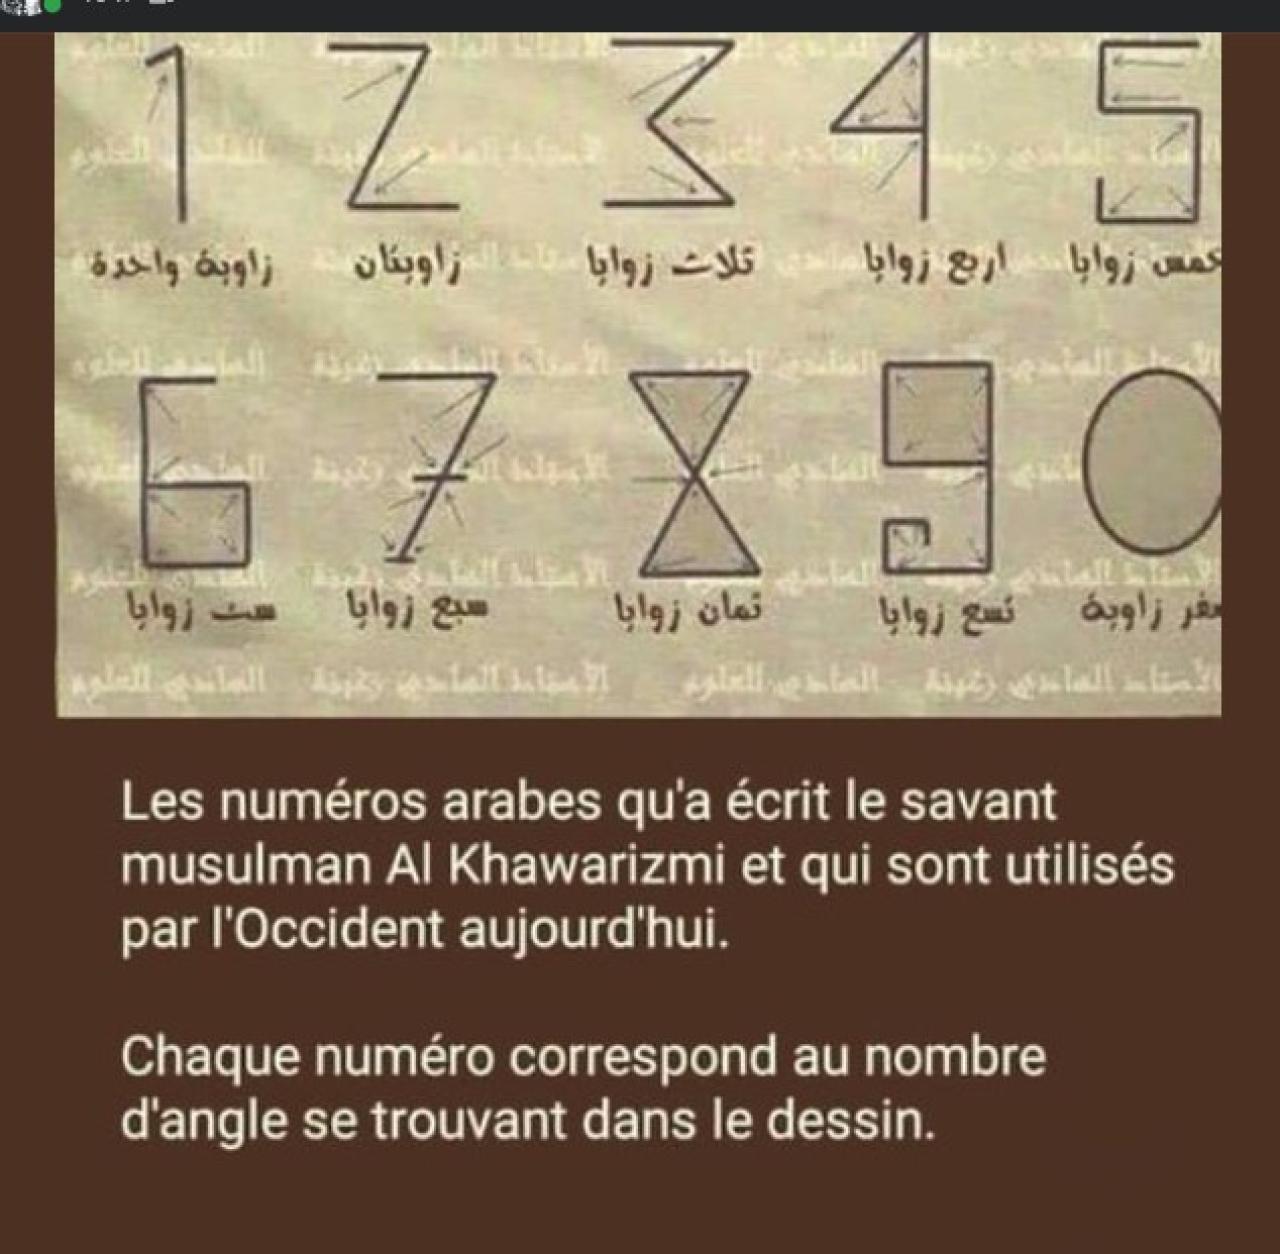 1 2 3 4 5
زاوية واحدة زاويتان ثلاث زوايا اربع زوايا خمس زوايا
6 7 8 9 0
ست زوايا سبع زوايا ثمان زوايا تسع زوايا صفر زاوية
Les numéros arabes qu'a écrit le savant
musulman Al Khawarizmi et qui sont utilisés
par l'Occident aujourd'hui.
Chaque numéro correspond au nombre
d'angle se trouvant dans le dessin.